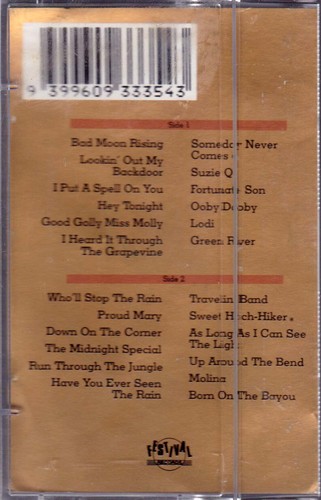 9 399609 333543
Side 1
Bad Moon Rising
Lookin' Out My
Backdoor
I Put A Spell On You
Hey Tonight
Good Golly Miss Molly
I Heard It Through
The Grapevine
Someday Never
Comes
Suzie Q
Fortunate Son
Ooby Dooby
Lodi
Green River
Side 2
Who'll Stop The Rain
Proud Mary
Down On The Corner
The Midnight Special
Run Through The Jungle
Have You Ever Seen
The Rain
Travelin' Band
Sweet Hitch-Hiker
As Long As I Can See
The Light
Up Around The Bend
Molina
Born On The Bayou
FESTIVAL
RECORDS